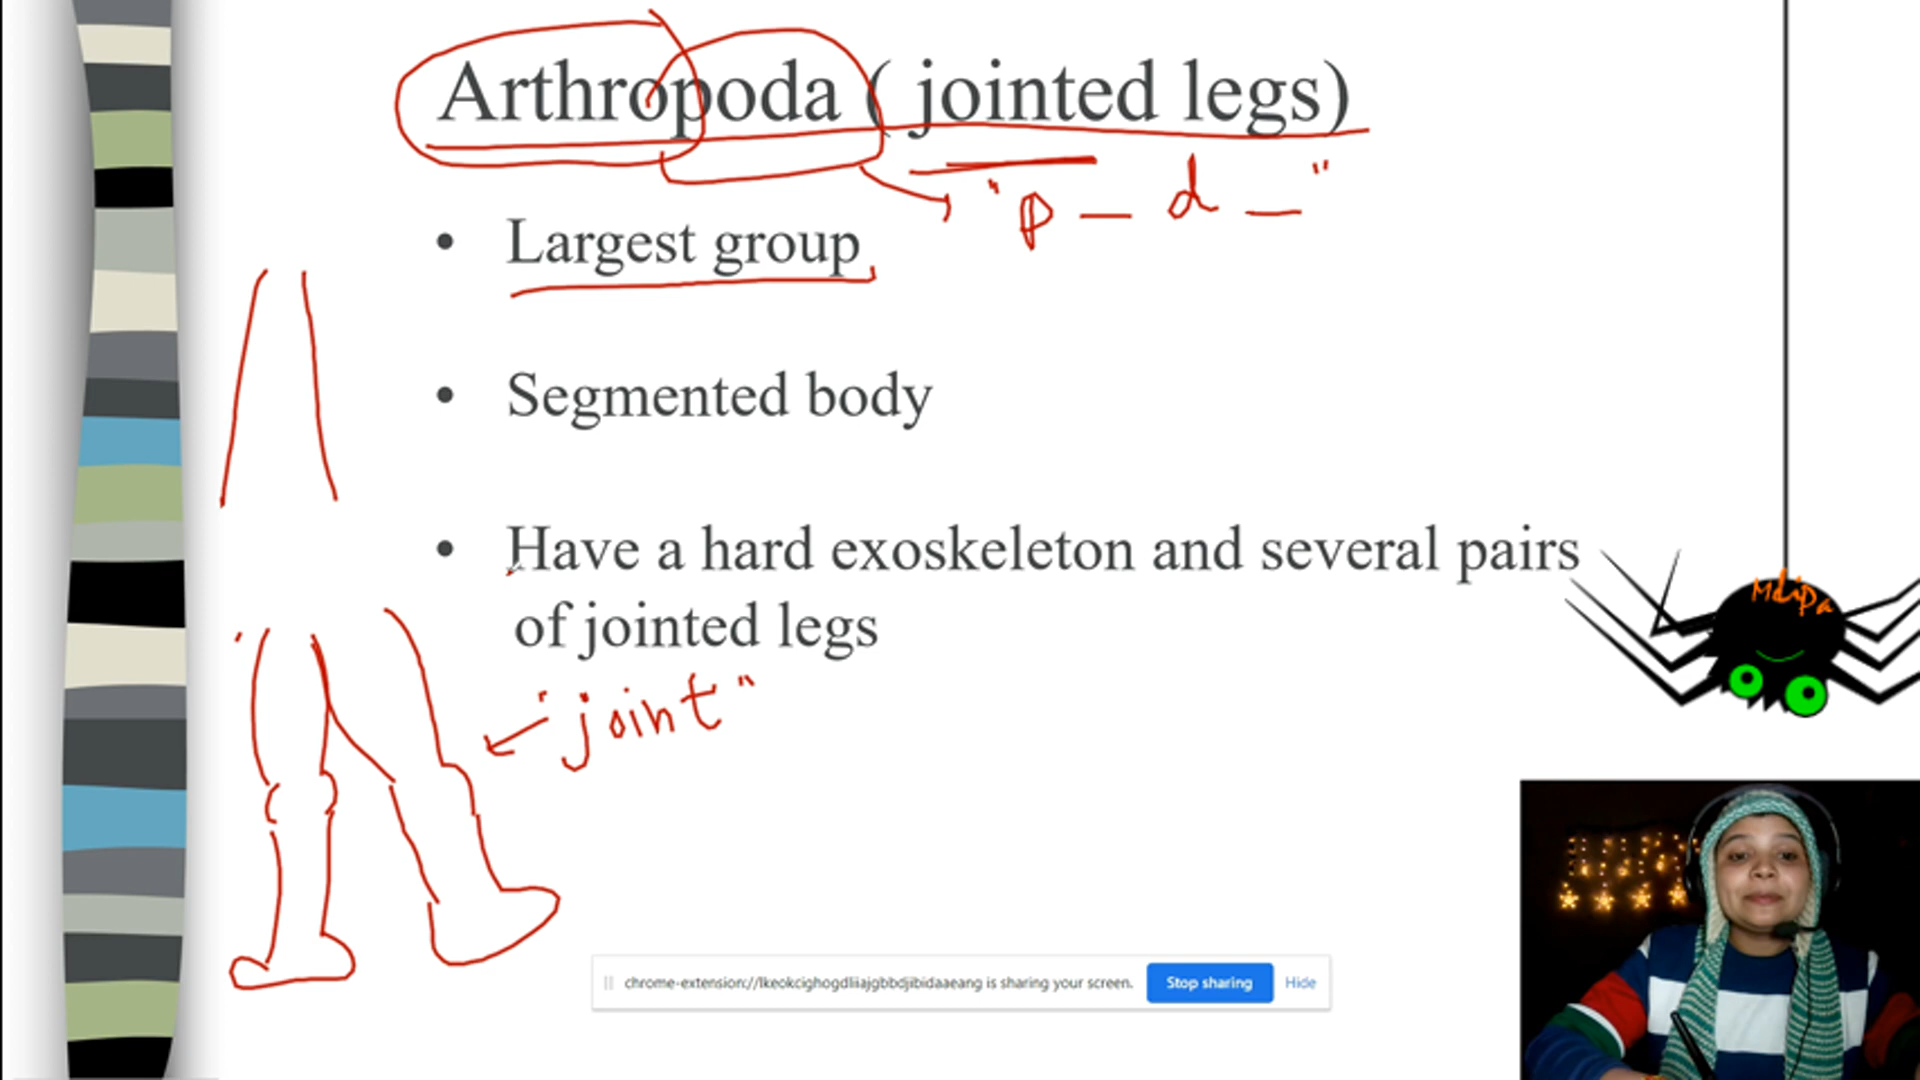 Arthropoda ( jointed legs)
"p — d —"
• Largest group
• Segmented body
• Have a hard exoskeleton and several pairs
of jointed legs
"joint"
chrome-extension://lkeokcighogdliiajgbbdjibidaaeang is sharing your screen. Stop sharing Hide